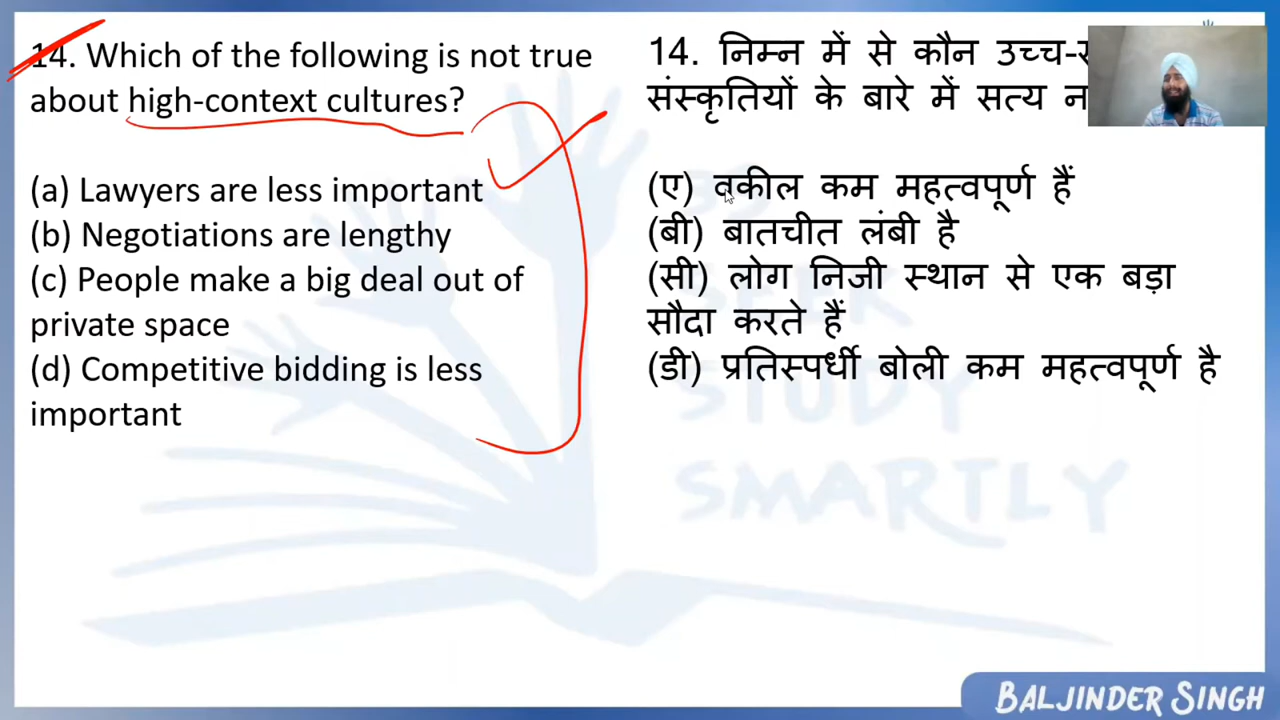 14. Which of the following is not true
about high-context cultures?
(a) Lawyers are less important
(b) Negotiations are lengthy
(c) People make a big deal out of
private space
(d) Competitive bidding is less
important
14. निम्न में से कौन उच्च-
संस्कृतियों के बारे में सत्य
(ए) वकील कम महत्वपूर्ण हैं
(बी) बातचीत लंबी है
(सी) लोग निजी स्थान से एक बड़ा
सौदा करते हैं
(डी) प्रतिस्पर्धी बोली कम महत्वपूर्ण है
SEEK
STUDY
SMARTLY
BALJINDER SINGH